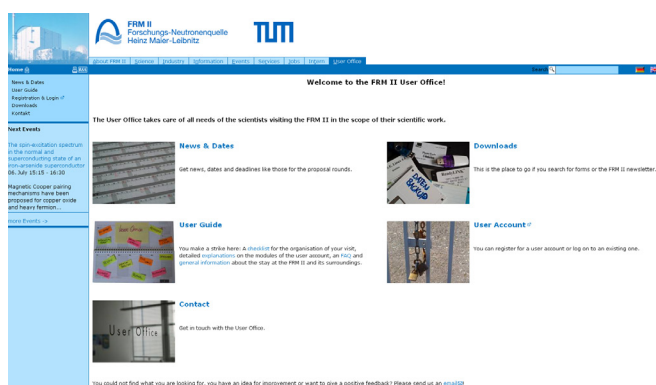 FRM II
Forschungs-Neutronenquelle
Heinz Maier-Leibnitz
TUM
About FRM II Science Industry Information Events Services Jobs Intern User Office
Home
Search
News & Dates
User Guide
Registration & Login
Downloads
Kontakt
Next Events
The spin-excitation spectrum
in the normal and
superconducting state of an
iron-arsenide superconductor
06. July 15:15 - 16:30
Magnetic Cooper pairing
mechanisms have been
proposed for copper oxide
and heavy fermion...
more Events ->
Welcome to the FRM II User Office!
The User Office takes care of all needs of the scientists visiting the FRM II in the scope of their scientific work.
News & Dates
Get news, dates and deadlines like those for the proposal rounds.
Downloads
This is the place to go if you search for forms or the FRM II newsletter.
DATEN
BACKUP
User Guide
You make a strike here: A checklist for the organisation of your visit,
detailed explanations on the modules of the user account, an FAQ and
general information about the stay at the FRM II and its surroundings.
User Account
You can register for a user account or log on to an existing one.
Contact
Get in touch with the User Office.
User Office
You could not find what you are looking for, you have an idea for improvement or want to give a positive feedback? Please send us an email